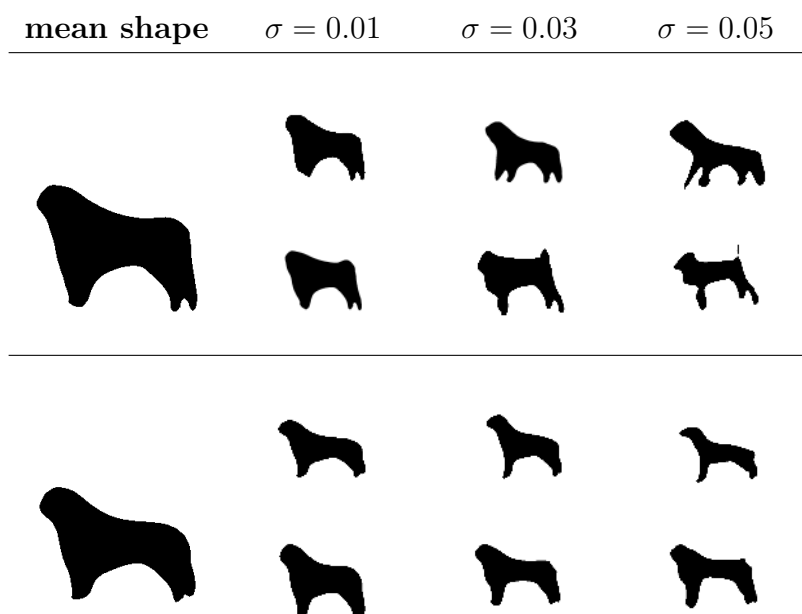 mean shape σ = 0.01 σ = 0.03 σ = 0.05